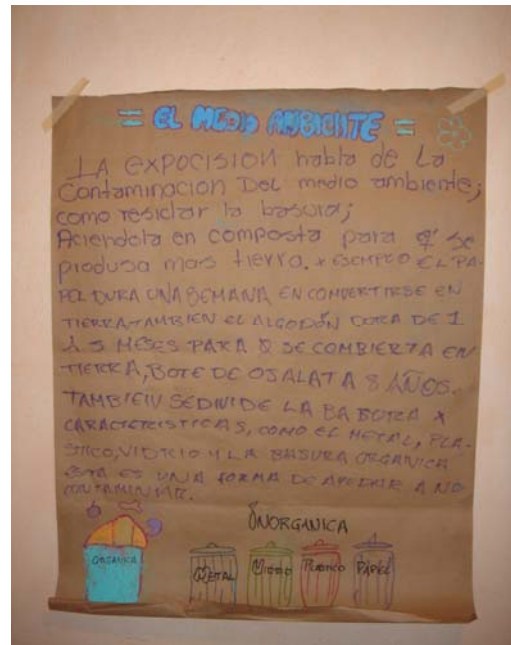 = EL MEDIO AMBIENTE =
LA EXPOCISION habla de La
Contaminacion Del medio ambiente;
como resiclar la basura;
Aciendola en composta para q' se
produsa mas tierra. x EJEMPLO EL PA-
PEL DURA UNA SEMANA EN CONVERTIRSE EN
TIERRA, TAMBIEN EL ALGODÓN DURA DE 1
A 5 MESES PARA Q SE COMBIERTA EN
TIERRA, BOTE DE OJALATA 8 AÑOS.
TAMBIEN SE DIVIDE LA BASURA x
CARACTERISTICAS, COMO EL METAL, PLA-
STICO, VIDRIO Y LA BASURA ORGANICA
ESTA ES UNA FORMA DE AYUDAR A NO
CONTAMINAR.
INORGANICA
ORGANICA
METAL VIDRIO PLASTICO PAPEL